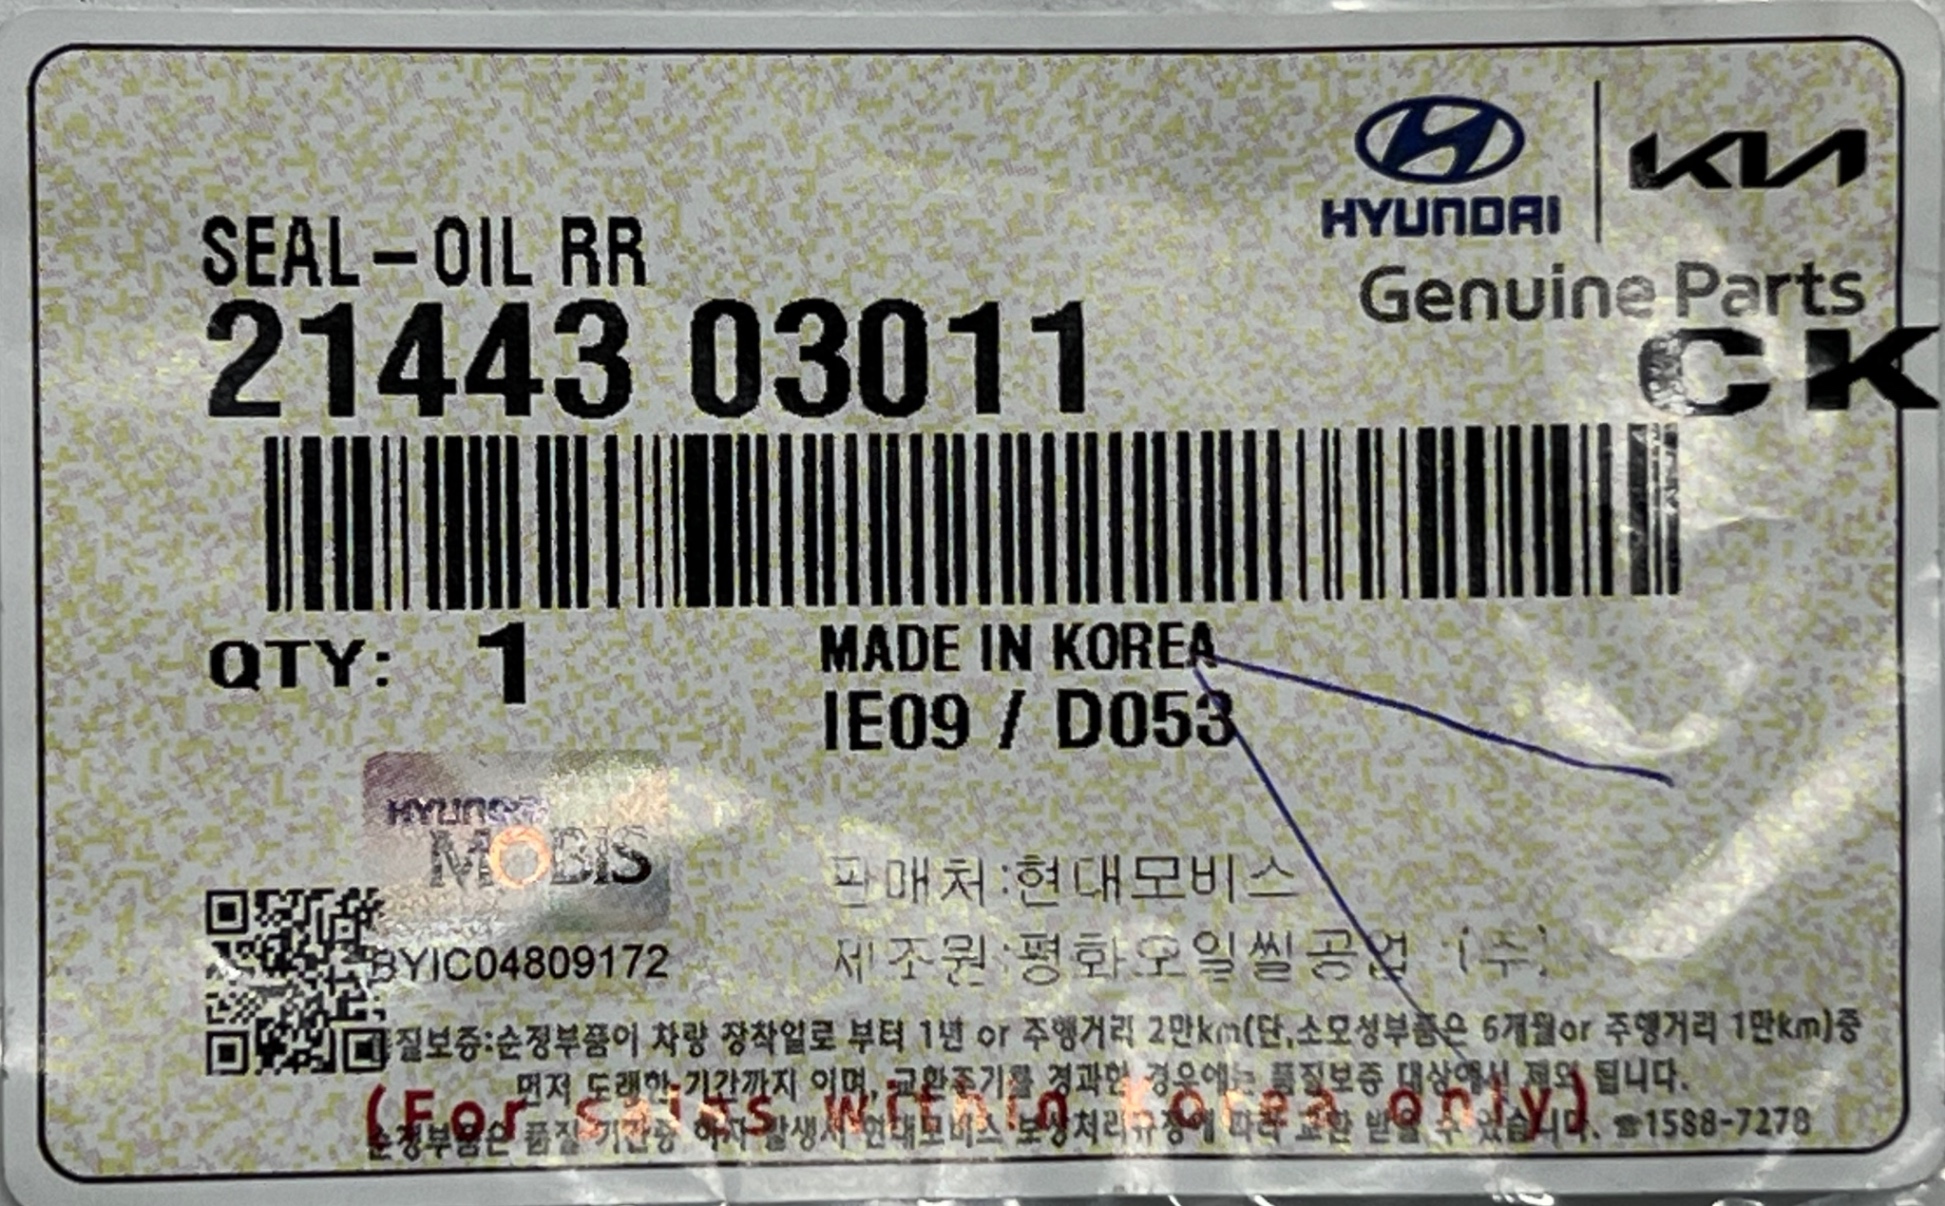 HYUNDAI KIA
Genuine Parts
SEAL-OIL RR
21443 03011
CK
QTY: 1
MADE IN KOREA
IE09 / D053
HYUNDAI
MOBIS
BYIC04809172
판매처:현대모비스
제조원:평화오일씰공업 (주)
질보증:순정부품이 차량 장착일로 부터 1년 or 주행거리 2만km(단,소모성부품은 6개월or 주행거리 1만km)중
먼저 도래한 기간까지 이며, 교환주기를 경과한 경우에는 품질보증 대상에서 제외 됩니다.
(For sales within Korea only)
순정부품은 품질 기간중 하자 발생시 현대모비스 보상처리규정에 따라 교환 받을 수 있습니다. ☎1588-7278